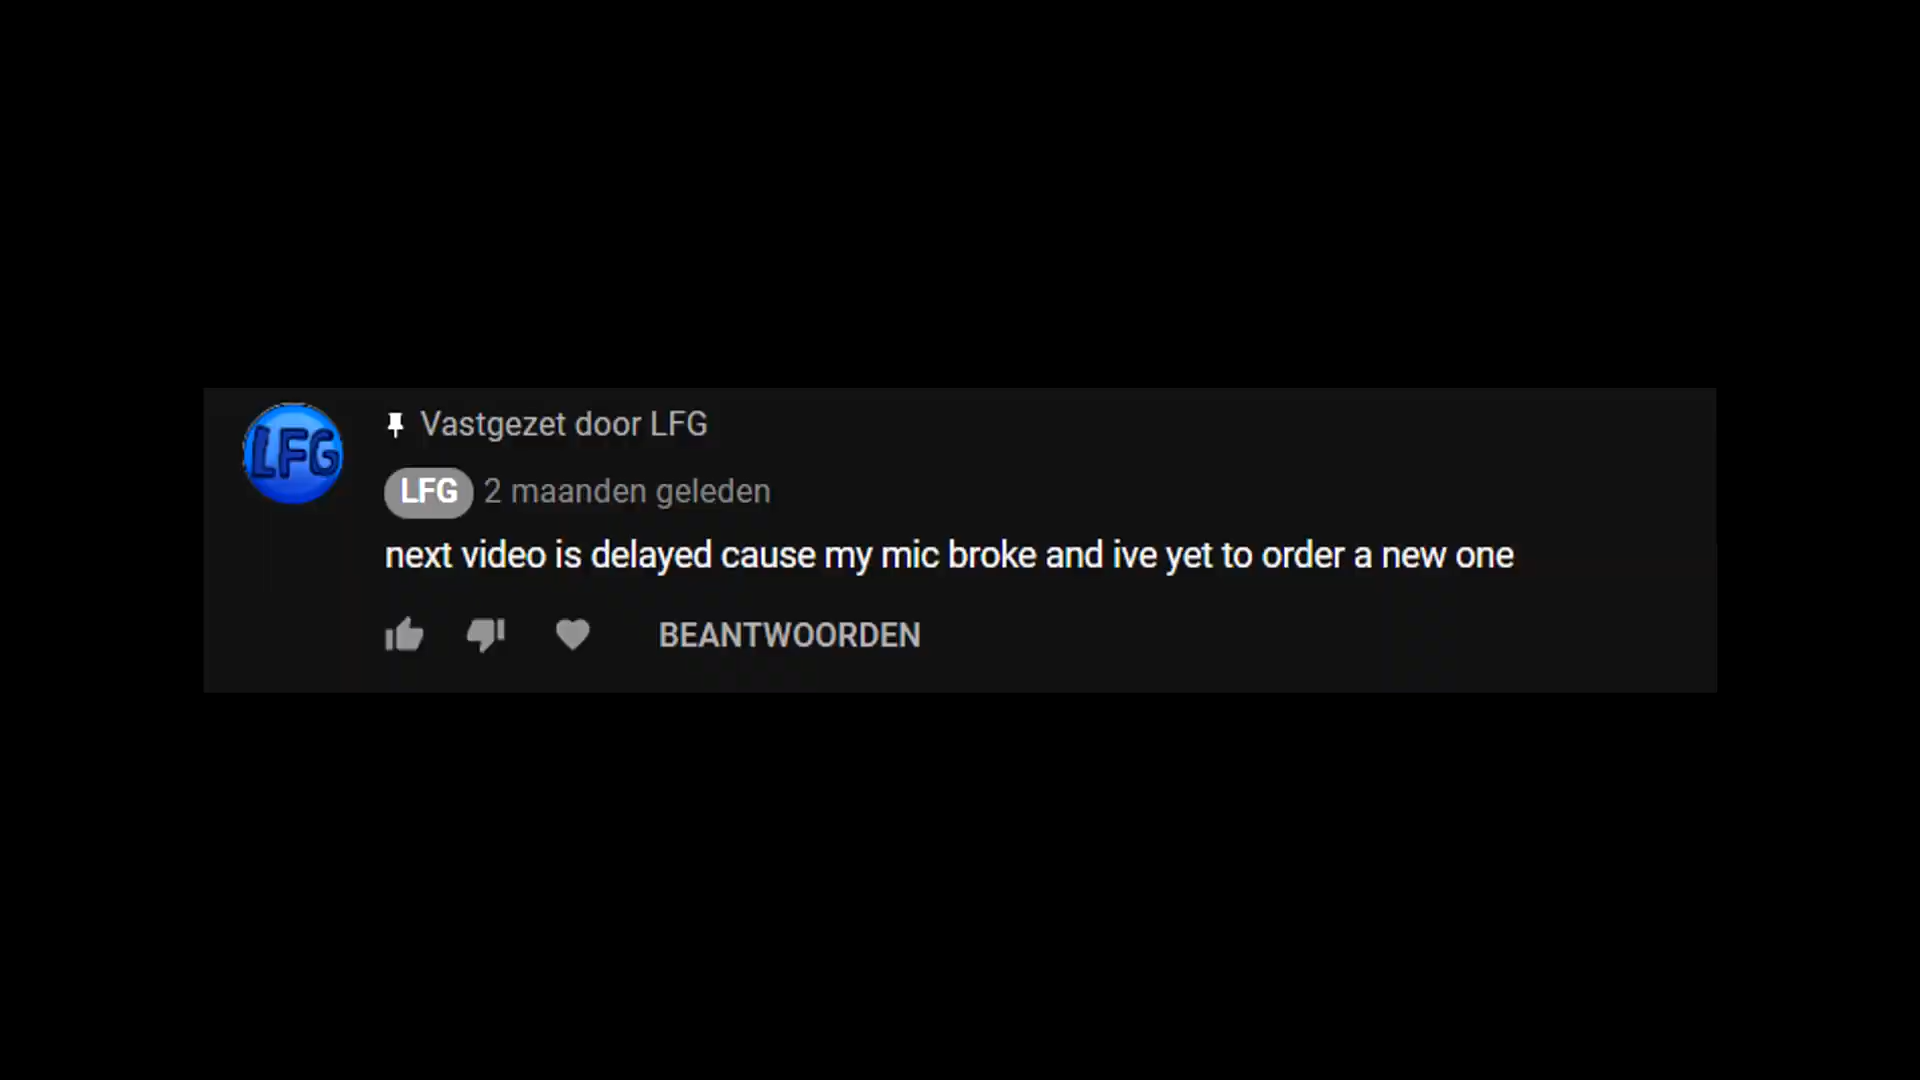 LFG
Vastgezet door LFG
LFG 2 maanden geleden
next video is delayed cause my mic broke and ive yet to order a new one
BEANTWOORDEN